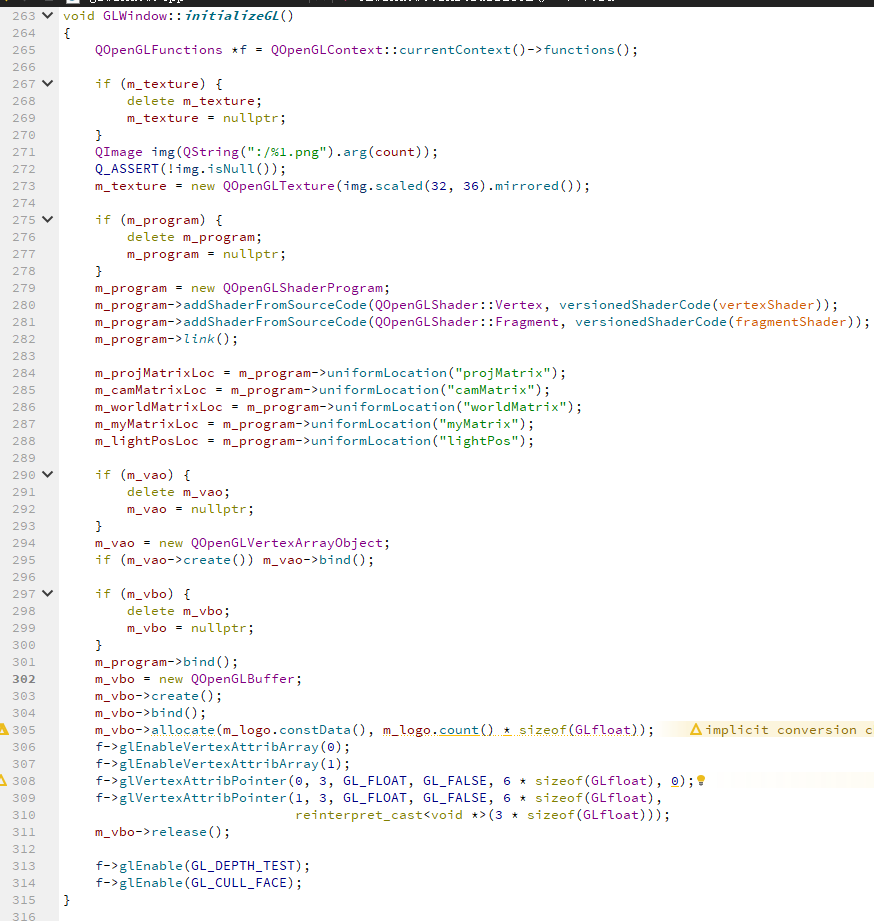 263 void GLWindow::initializeGL()
264 {
265     QOpenGLFunctions *f = QOpenGLContext::currentContext()->functions();
266
267     if (m_texture) {
268         delete m_texture;
269         m_texture = nullptr;
270     }
271     QImage img(QString(":/%1.png").arg(count));
272     Q_ASSERT(!img.isNull());
273     m_texture = new QOpenGLTexture(img.scaled(32, 36).mirrored());
274
275     if (m_program) {
276         delete m_program;
277         m_program = nullptr;
278     }
279     m_program = new QOpenGLShaderProgram;
280     m_program->addShaderFromSourceCode(QOpenGLShader::Vertex, versionedShaderCode(vertexShader));
281     m_program->addShaderFromSourceCode(QOpenGLShader::Fragment, versionedShaderCode(fragmentShader));
282     m_program->link();
283
284     m_projMatrixLoc = m_program->uniformLocation("projMatrix");
285     m_camMatrixLoc = m_program->uniformLocation("camMatrix");
286     m_worldMatrixLoc = m_program->uniformLocation("worldMatrix");
287     m_myMatrixLoc = m_program->uniformLocation("myMatrix");
288     m_lightPosLoc = m_program->uniformLocation("lightPos");
289
290     if (m_vao) {
291         delete m_vao;
292         m_vao = nullptr;
293     }
294     m_vao = new QOpenGLVertexArrayObject;
295     if (m_vao->create()) m_vao->bind();
296
297     if (m_vbo) {
298         delete m_vbo;
299         m_vbo = nullptr;
300     }
301     m_program->bind();
302     m_vbo = new QOpenGLBuffer;
303     m_vbo->create();
304     m_vbo->bind();
305     m_vbo->allocate(m_logo.constData(), m_logo.count() * sizeof(GLfloat)); implicit conversion c
306     f->glEnableVertexAttribArray(0);
307     f->glEnableVertexAttribArray(1);
308     f->glVertexAttribPointer(0, 3, GL_FLOAT, GL_FALSE, 6 * sizeof(GLfloat), 0);
309     f->glVertexAttribPointer(1, 3, GL_FLOAT, GL_FALSE, 6 * sizeof(GLfloat),
310                              reinterpret_cast<void *>(3 * sizeof(GLfloat)));
311     m_vbo->release();
312
313     f->glEnable(GL_DEPTH_TEST);
314     f->glEnable(GL_CULL_FACE);
315 }
316